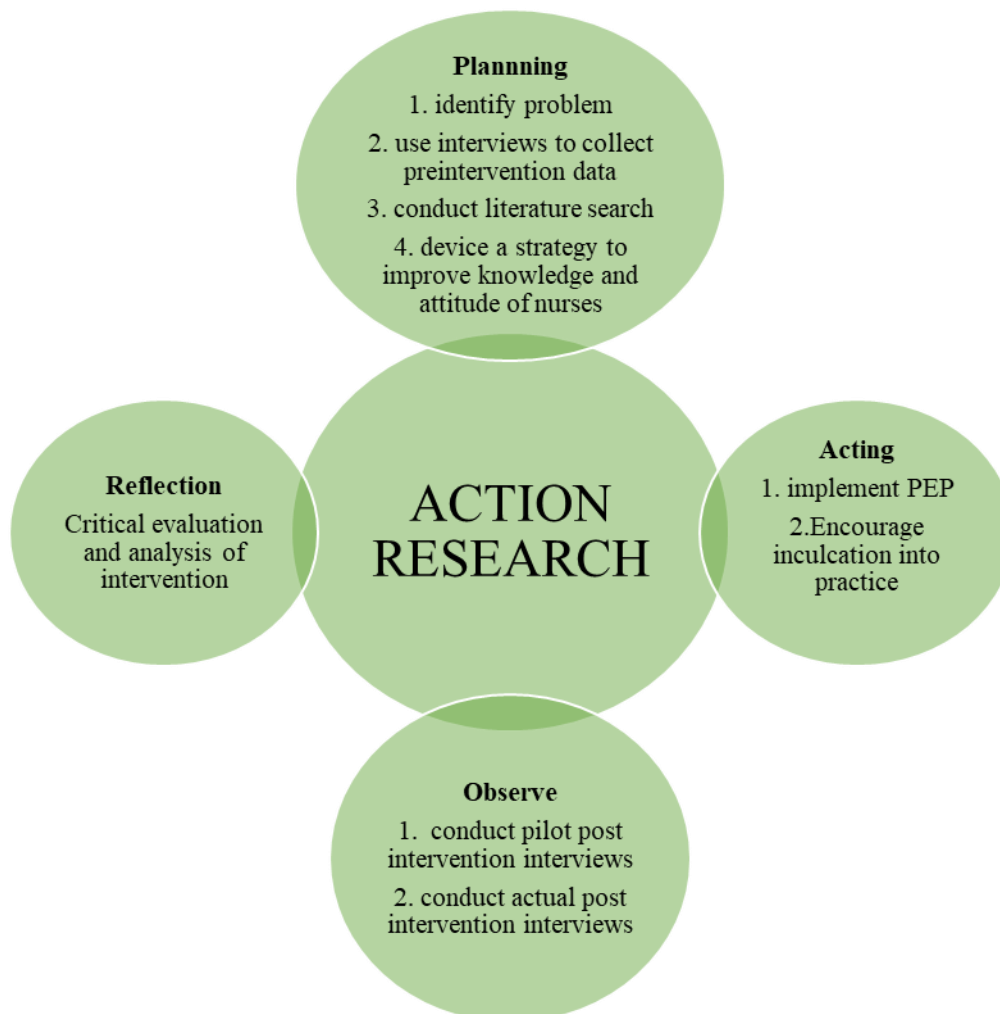 Plannning
1. identify problem
2. use interviews to collect
preintervention data
3. conduct literature search
4. device a strategy to
improve knowledge and
attitude of nurses
Reflection
Critical evaluation
and analysis of
intervention
ACTION
RESEARCH
Acting
1. implement PEP
2.Encourage
inculcation into
practice
Observe
1. conduct pilot post
intervention interviews
2. conduct actual post
intervention interviews